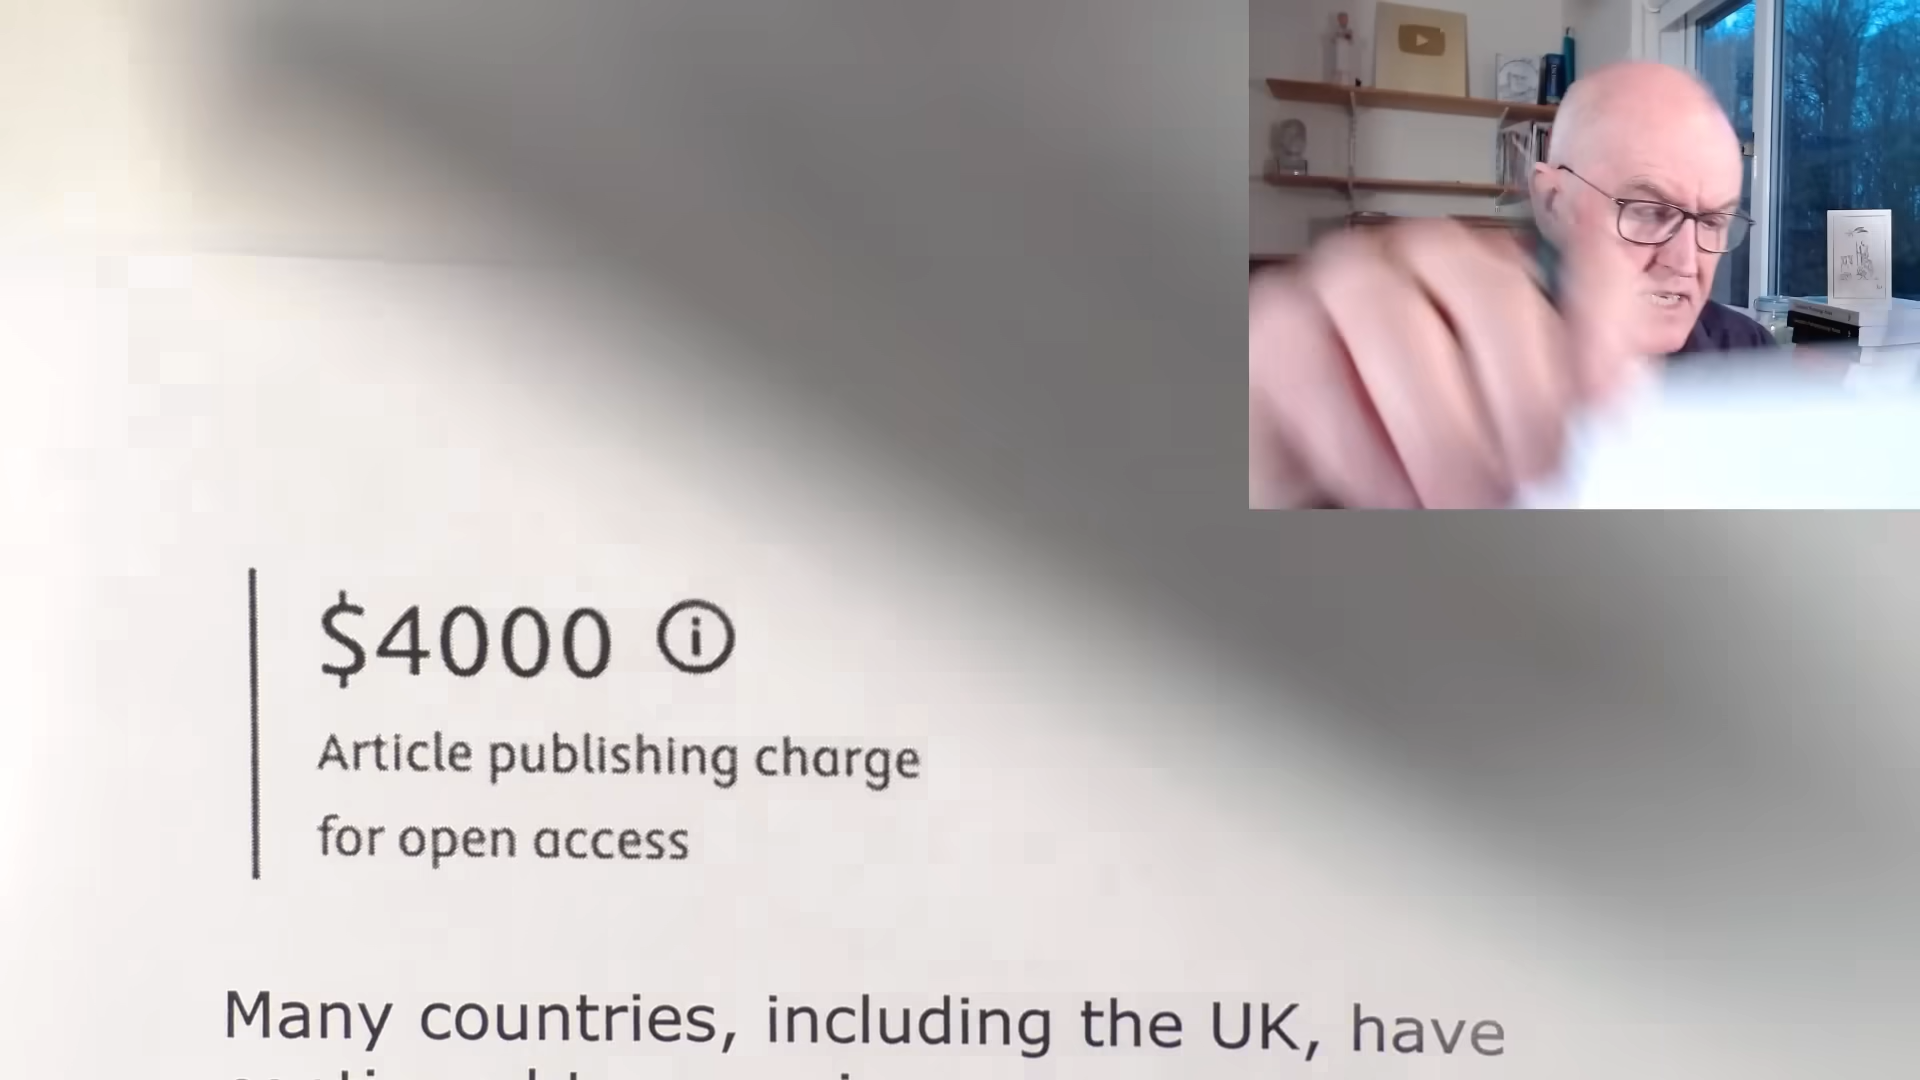 $4000 i
Article publishing charge
for open access
Many countries, including the UK, have